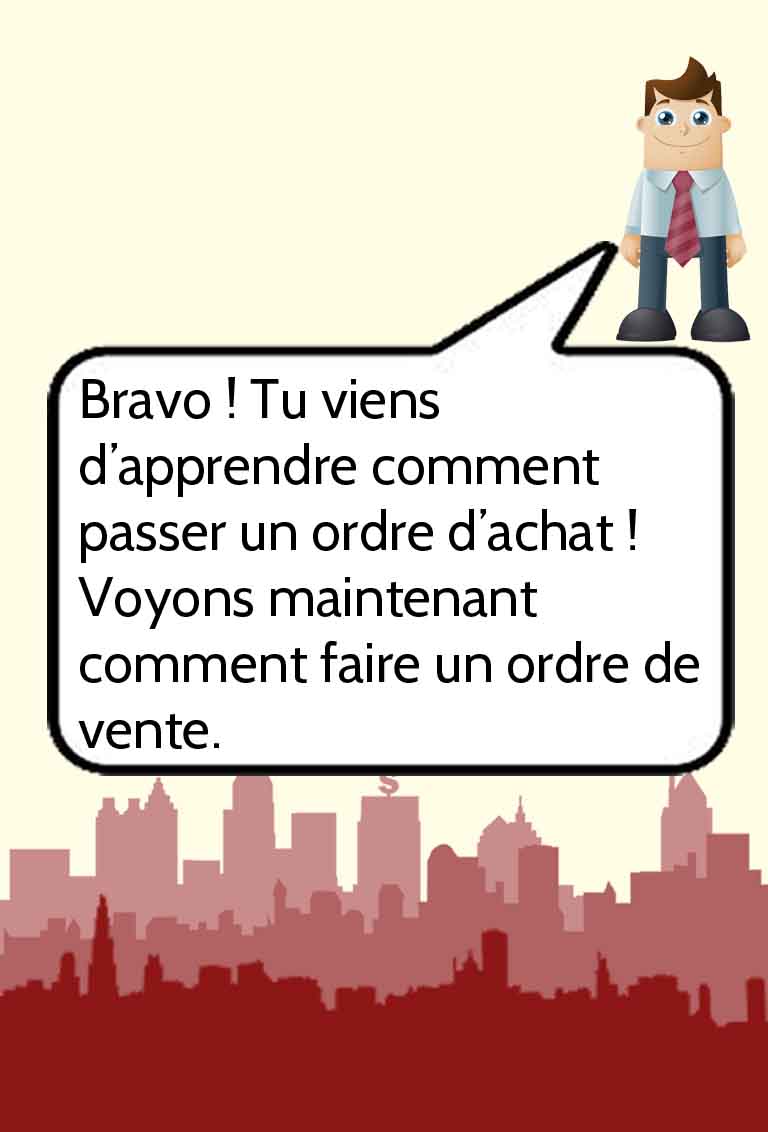 Bravo ! Tu viens
d’apprendre comment
passer un ordre d’achat !
Voyons maintenant
comment faire un ordre de
vente.
$